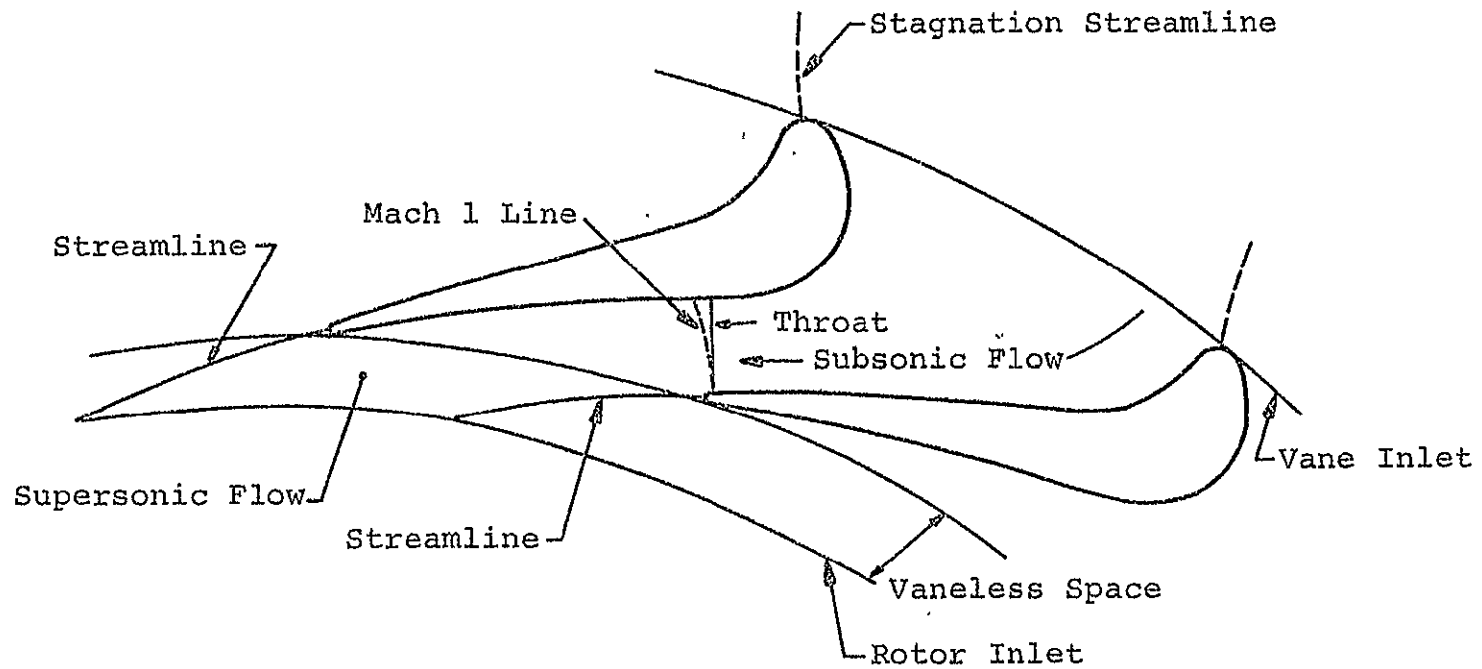 Stagnation Streamline
Mach 1 Line
Streamline
Throat
Subsonic Flow
Vane Inlet
Supersonic Flow
Streamline
Vaneless Space
Rotor Inlet